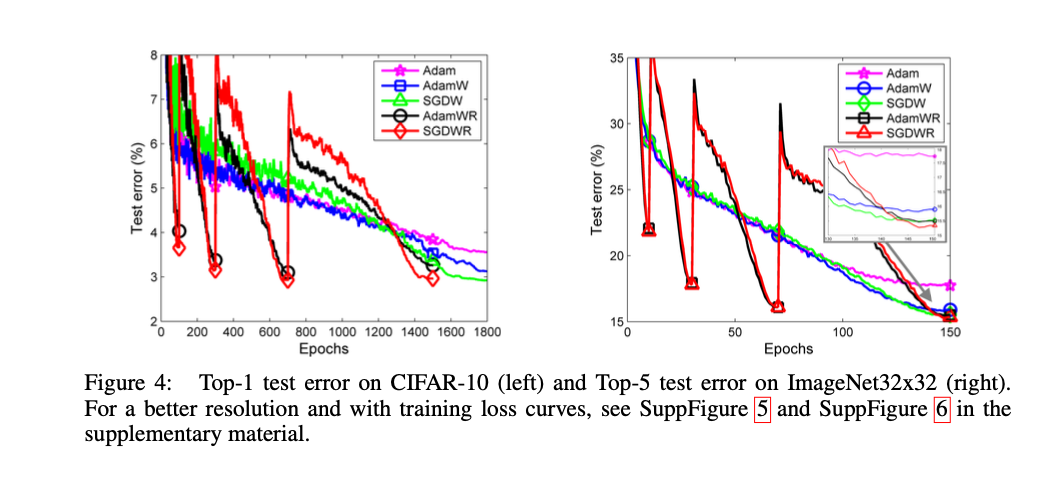 8
7
6
5
4
3
2
Test error (%)
0 200 400 600 800 1000 1200 1400 1600 1800
Epochs
Adam
AdamW
SGDW
AdamWR
SGDWR
35
30
25
20
15
Test error (%)
0 50 100 150
Epochs
Adam
AdamW
SGDW
AdamWR
SGDWR
Figure 4: Top-1 test error on CIFAR-10 (left) and Top-5 test error on ImageNet32x32 (right).
For a better resolution and with training loss curves, see SuppFigure 5 and SuppFigure 6 in the
supplementary material.